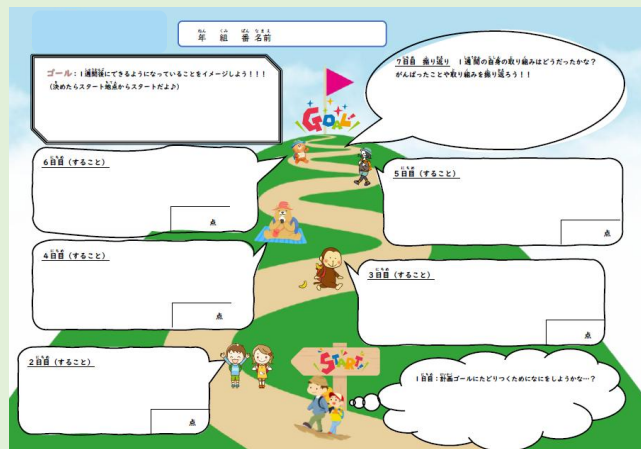 年 組 番 名前
ゴール：1週間後にできるようになっていることをイメージしよう！！！
（決めたらスタート地点からスタートだよ♪）
7日目 振り返り 1週間の自身の取り組みはどうだったかな？
がんばったことや取り組みを振り返ろう！！
GOAL
6日目（すること）
点
5日目（すること）
点
4日目（すること）
点
3日目（すること）
点
2日目（すること）
点
START
1日目：計画ゴールにたどりつくためになにをしようかな…？